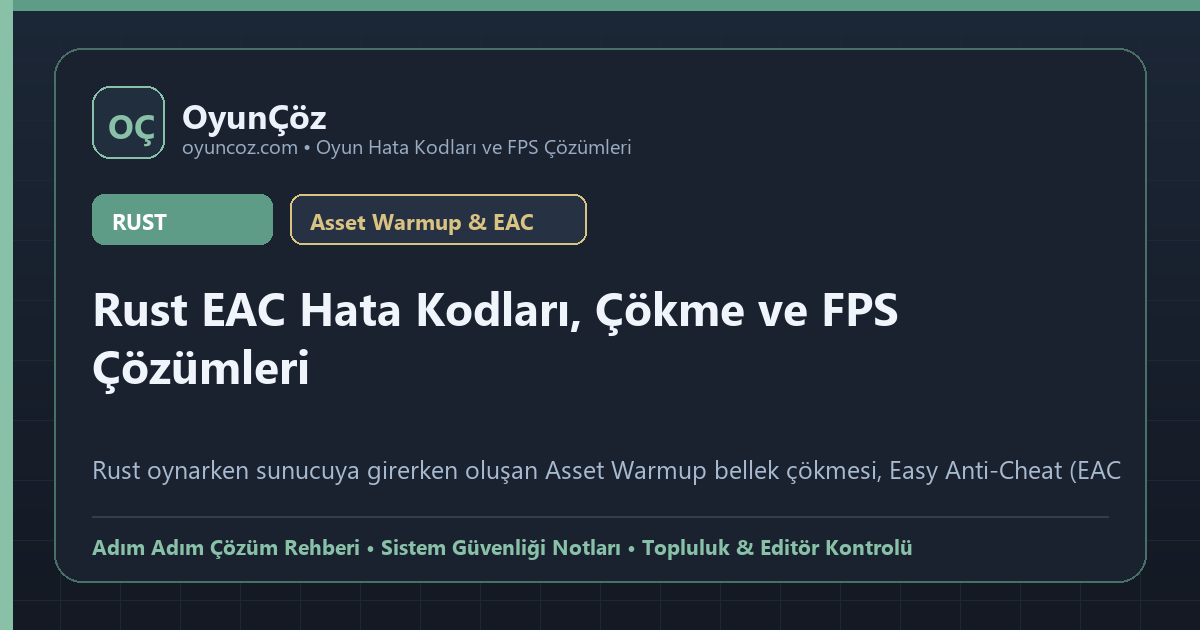 OÇ
OyunÇöz
oyuncoz.com • Oyun Hata Kodları ve FPS Çözümleri
RUST
Asset Warmup & EAC
Rust EAC Hata Kodları, Çökme ve FPS
Çözümleri
Rust oynarken sunucuya girerken oluşan Asset Warmup bellek çökmesi, Easy Anti-Cheat (EAC
Adım Adım Çözüm Rehberi • Sistem Güvenliği Notları • Topluluk & Editör Kontrolü